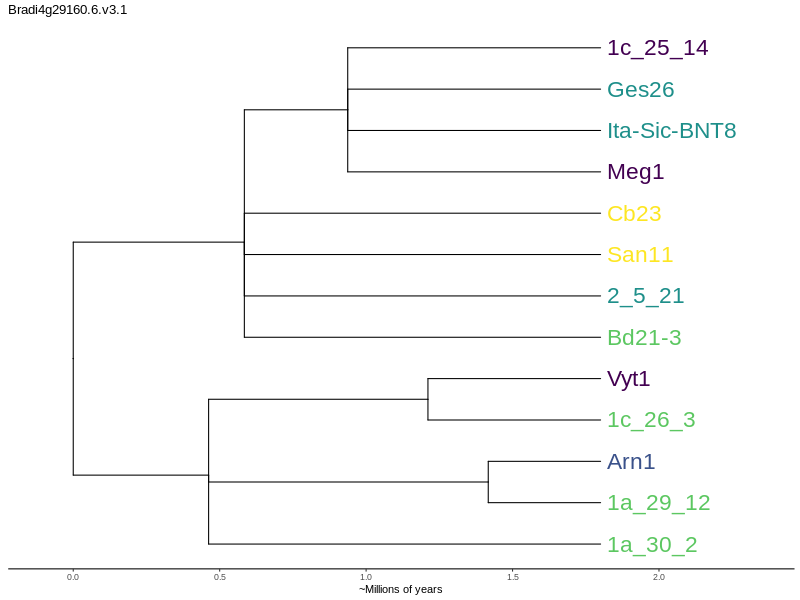 Bradi4g29160.6.v3.1
1c_25_14
Ges26
Ita-Sic-BNT8
Meg1
Cb23
San11
2_5_21
Bd21-3
Vyt1
1c_26_3
Arn1
1a_29_12
1a_30_2
0.0 0.5 1.0 1.5 2.0
~Millions of years